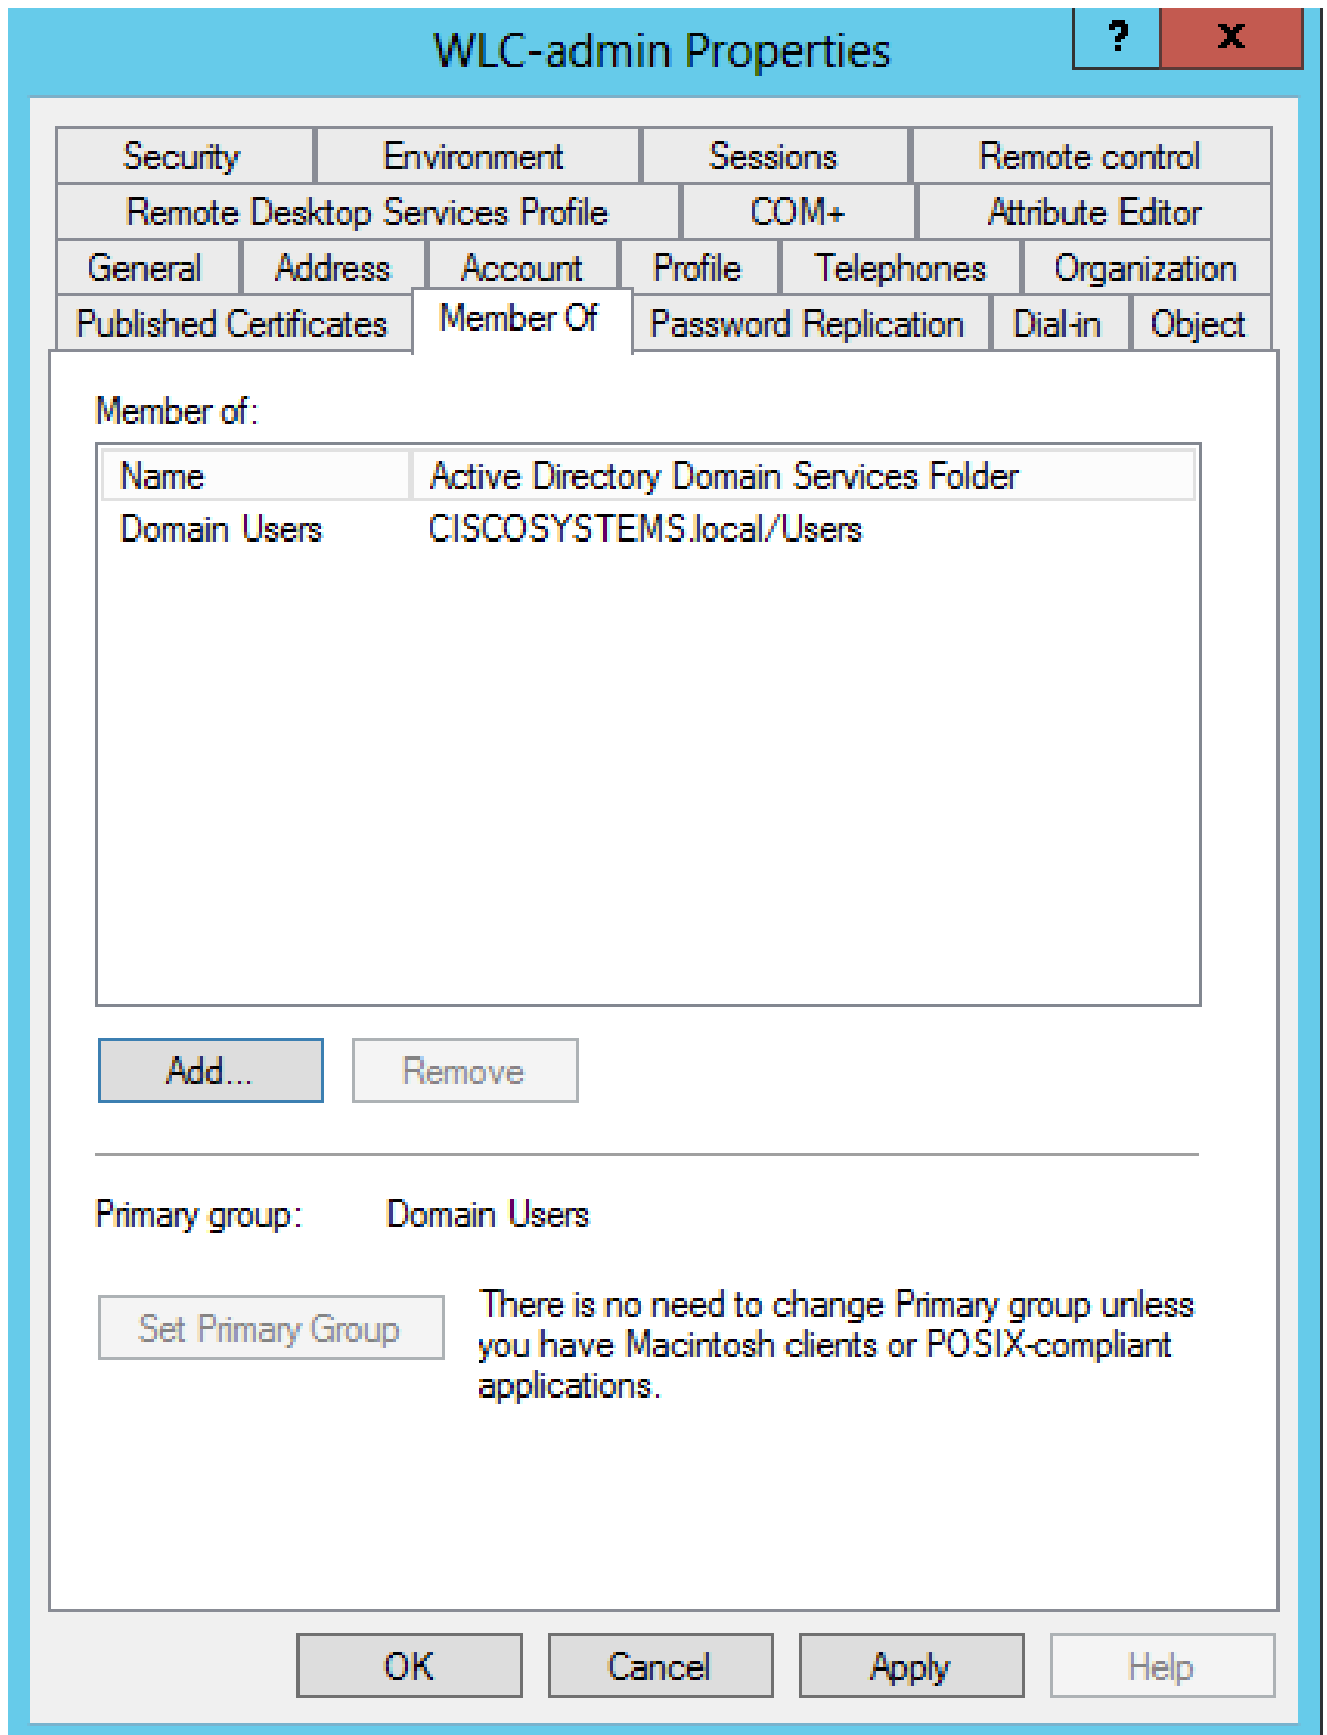 WLC-admin Properties
?
x
Security Environment Sessions Remote control
Remote Desktop Services Profile COM+ Attribute Editor
General Address Account Profile Telephones Organization
Published Certificates Member Of Password Replication Dial-in Object
Member of:
Name Active Directory Domain Services Folder
Domain Users CISCOSYSTEMS.local/Users
Add... Remove
Primary group: Domain Users
Set Primary Group
There is no need to change Primary group unless
you have Macintosh clients or POSIX-compliant
applications.
OK Cancel Apply Help